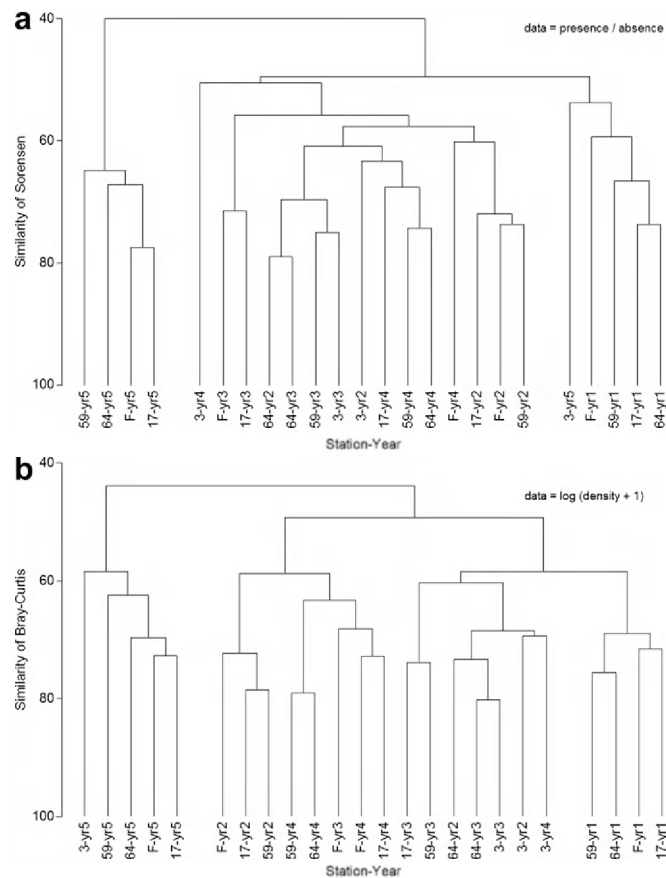 a
data = presence / absence
Similarity of Sorensen
40
60
80
100
59-yr5 64-yr5 F-yr5 17-yr5 3-yr4 F-yr3 17-yr3 64-yr2 64-yr3 59-yr3 3-yr3 3-yr2 17-yr4 59-yr4 64-yr4 F-yr4 17-yr2 F-yr2 59-yr2 3-yr5 F-yr1 59-yr1 17-yr1 64-yr1
Station-Year
b
data = log (density + 1)
Similarity of Bray-Curtis
40
60
80
100
3-yr5 59-yr5 64-yr5 F-yr5 17-yr5 F-yr2 17-yr2 59-yr2 59-yr4 64-yr4 F-yr3 F-yr4 17-yr4 17-yr3 59-yr3 64-yr2 64-yr3 3-yr3 3-yr2 3-yr4 59-yr1 64-yr1 F-yr1 17-yr1
Station-Year